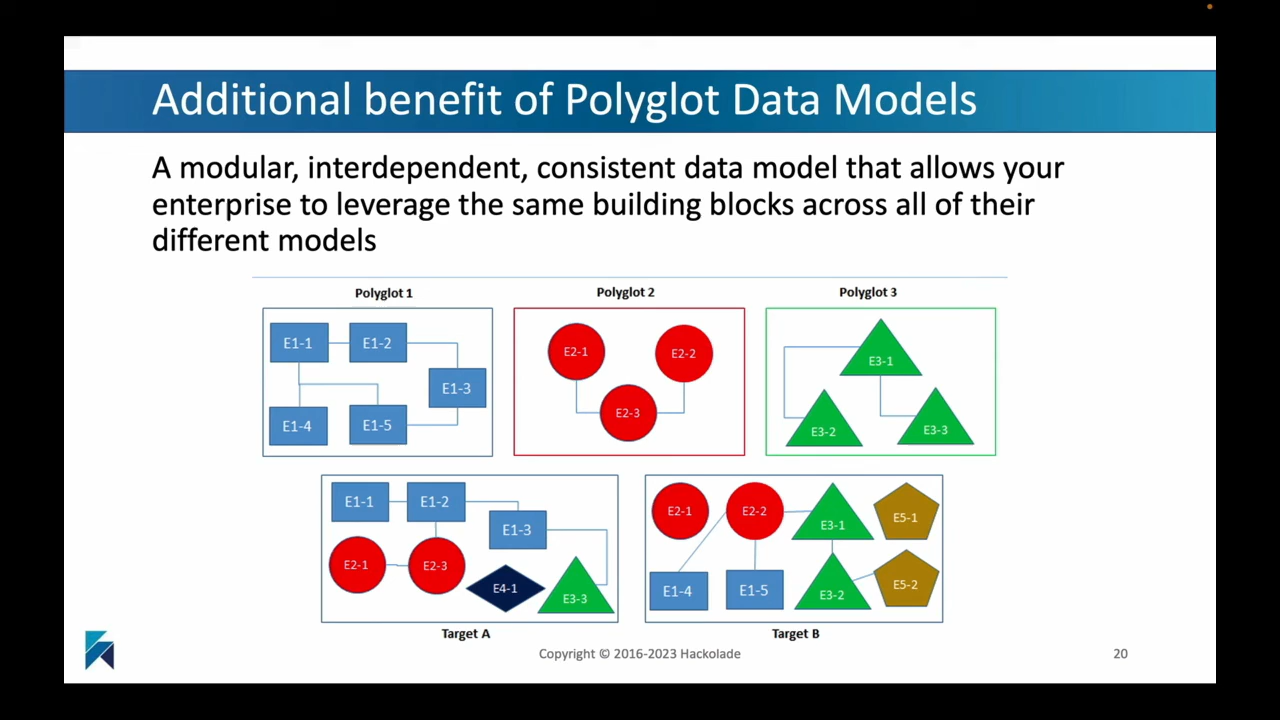 Additional benefit of Polyglot Data Models
A modular, interdependent, consistent data model that allows your
enterprise to leverage the same building blocks across all of their
different models
Polyglot 1
Polyglot 2
Polyglot 3
E1-1
E1-2
E1-3
E1-4
E1-5
E2-1
E2-2
E2-3
E3-1
E3-2
E3-3
E1-1
E1-2
E1-3
E2-1
E2-3
E4-1
E3-3
Target A
E2-1
E2-2
E3-1
E5-1
E1-4
E1-5
E3-2
E5-2
Target B
Copyright © 2016-2023 Hackolade
20